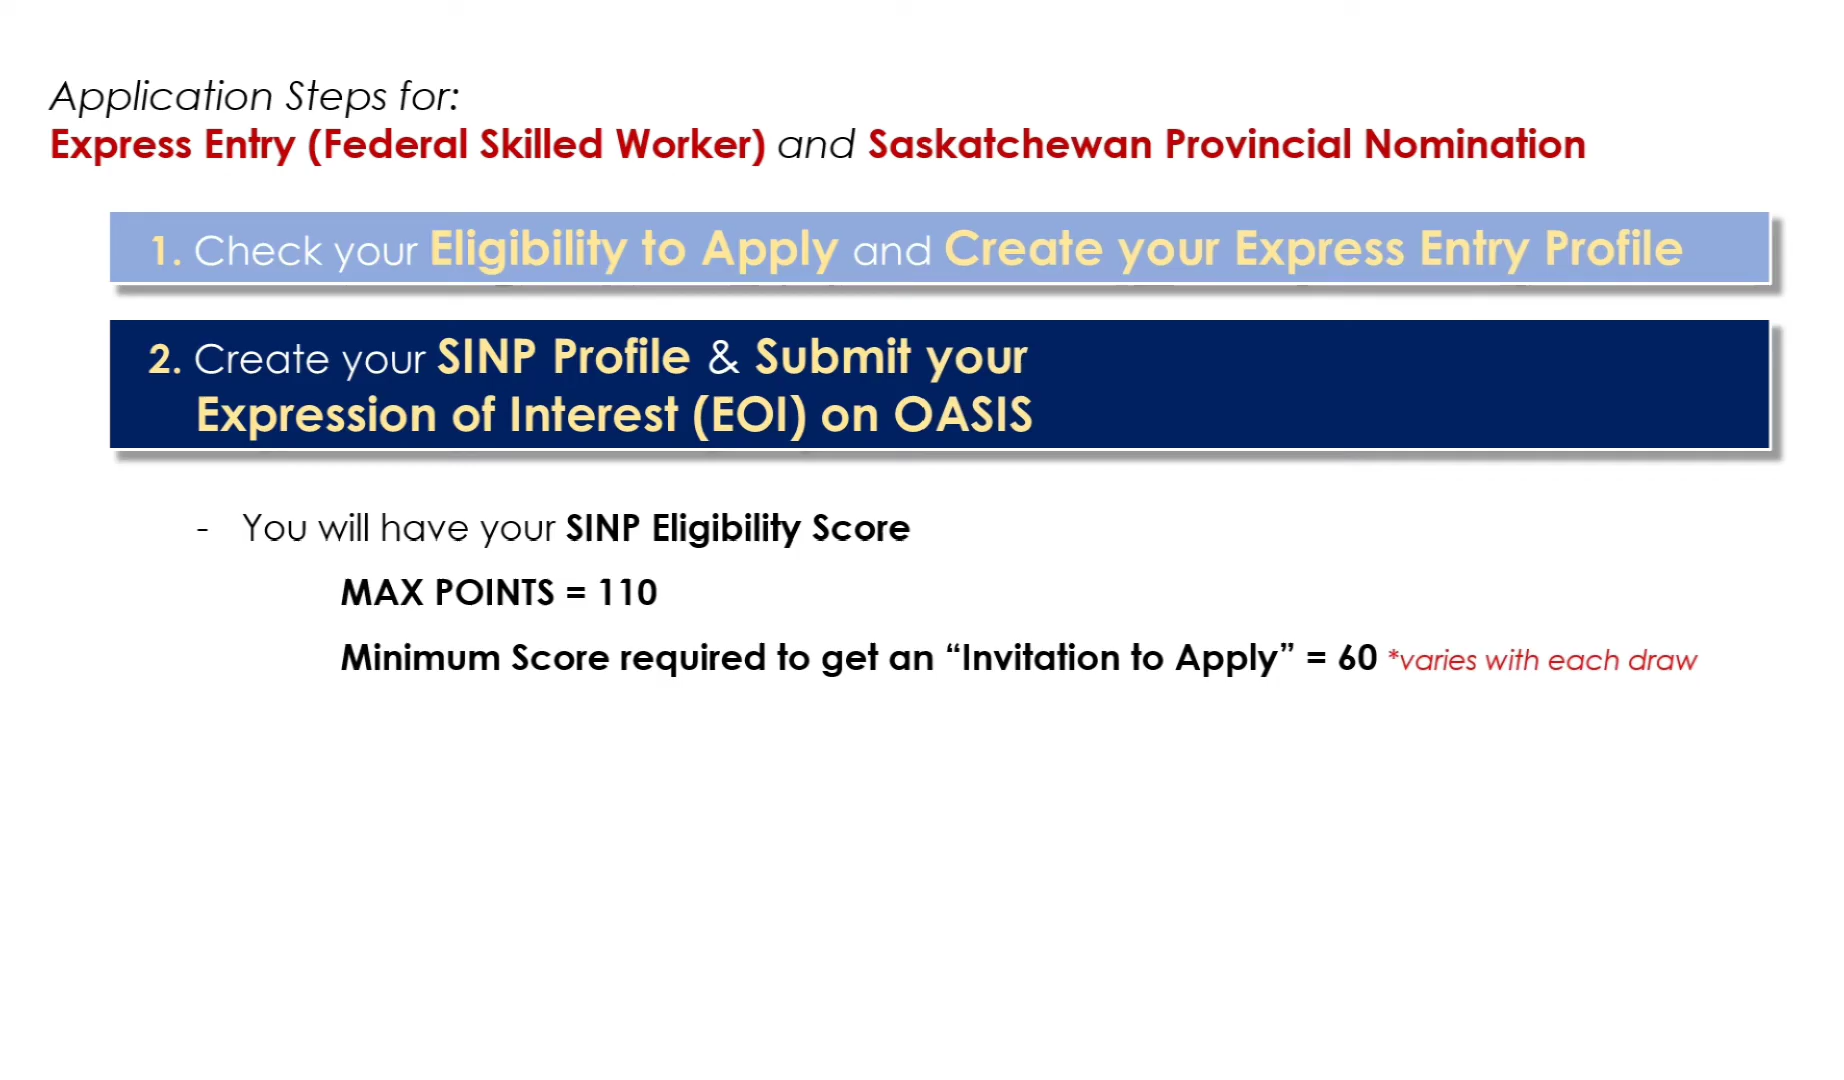 Application Steps for:
Express Entry (Federal Skilled Worker) and Saskatchewan Provincial Nomination
1. Check your Eligibility to Apply and Create your Express Entry Profile
2. Create your SINP Profile & Submit your
Expression of Interest (EOI) on OASIS
- You will have your SINP Eligibility Score
MAX POINTS = 110
Minimum Score required to get an “Invitation to Apply” = 60 *varies with each draw